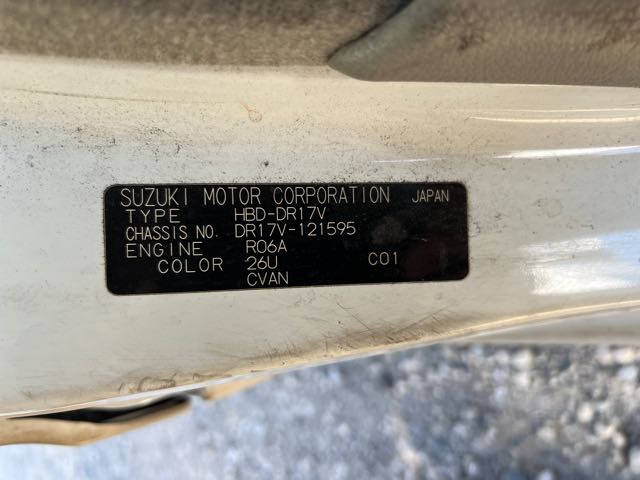 SUZUKI MOTOR CORPORATION JAPAN
TYPE HBD-DR17V
CHASSIS NO. DR17V-121595
ENGINE R06A
COLOR 26U C01
CVAN